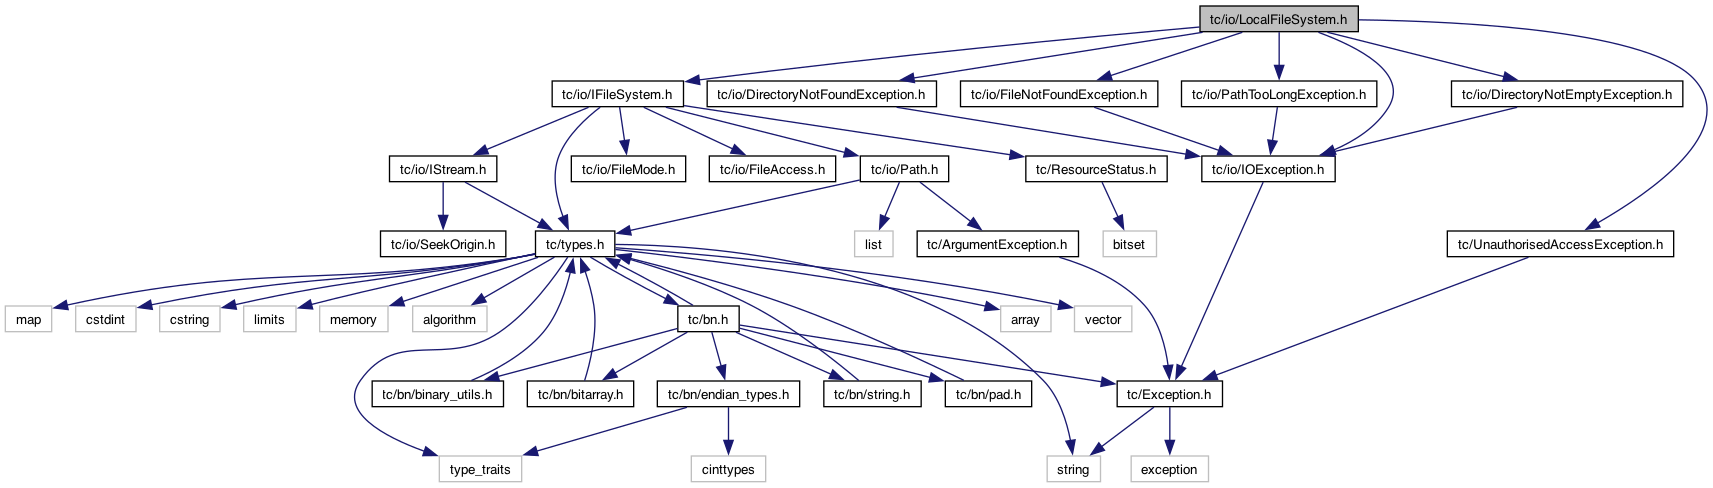 tc/io/LocalFileSystem.h
tc/io/IFileSystem.h
tc/io/DirectoryNotFoundException.h
tc/io/FileNotFoundException.h
tc/io/PathTooLongException.h
tc/io/DirectoryNotEmptyException.h
tc/io/IStream.h
tc/io/FileMode.h
tc/io/FileAccess.h
tc/io/Path.h
tc/ResourceStatus.h
tc/io/IOException.h
tc/io/SeekOrigin.h
tc/types.h
list
tc/ArgumentException.h
bitset
tc/UnauthorisedAccessException.h
map
cstdint
cstring
limits
memory
algorithm
tc/bn.h
array
vector
tc/bn/binary_utils.h
tc/bn/bitarray.h
tc/bn/endian_types.h
tc/bn/string.h
tc/bn/pad.h
tc/Exception.h
type_traits
cinttypes
string
exception